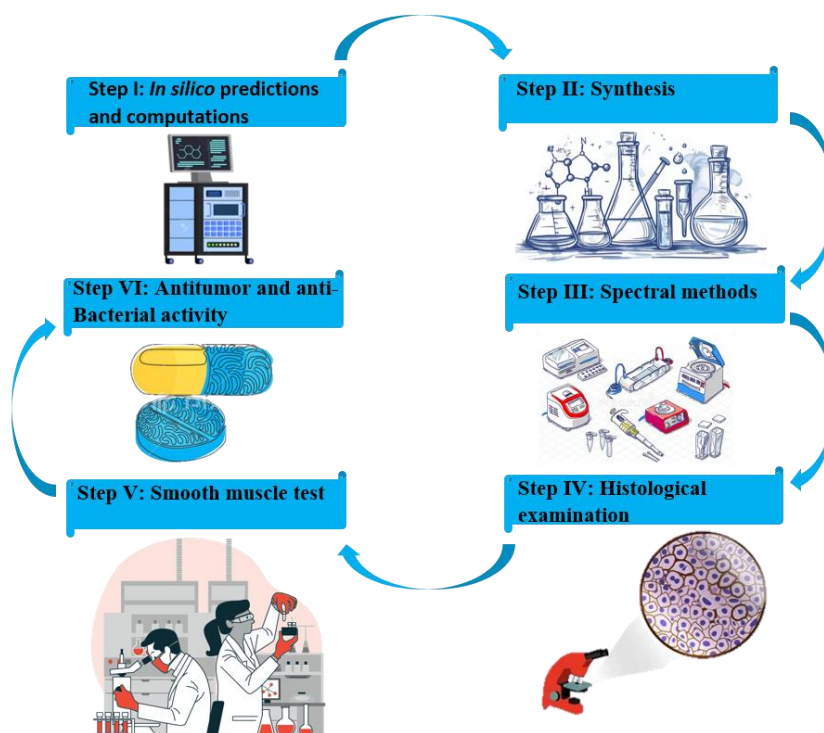 Step I: In silico predictions
and computations
Step II: Synthesis
N
Step III: Spectral methods
Step IV: Histological
examination
Step V: Smooth muscle test
Step VI: Antitumor and anti-
Bacterial activity